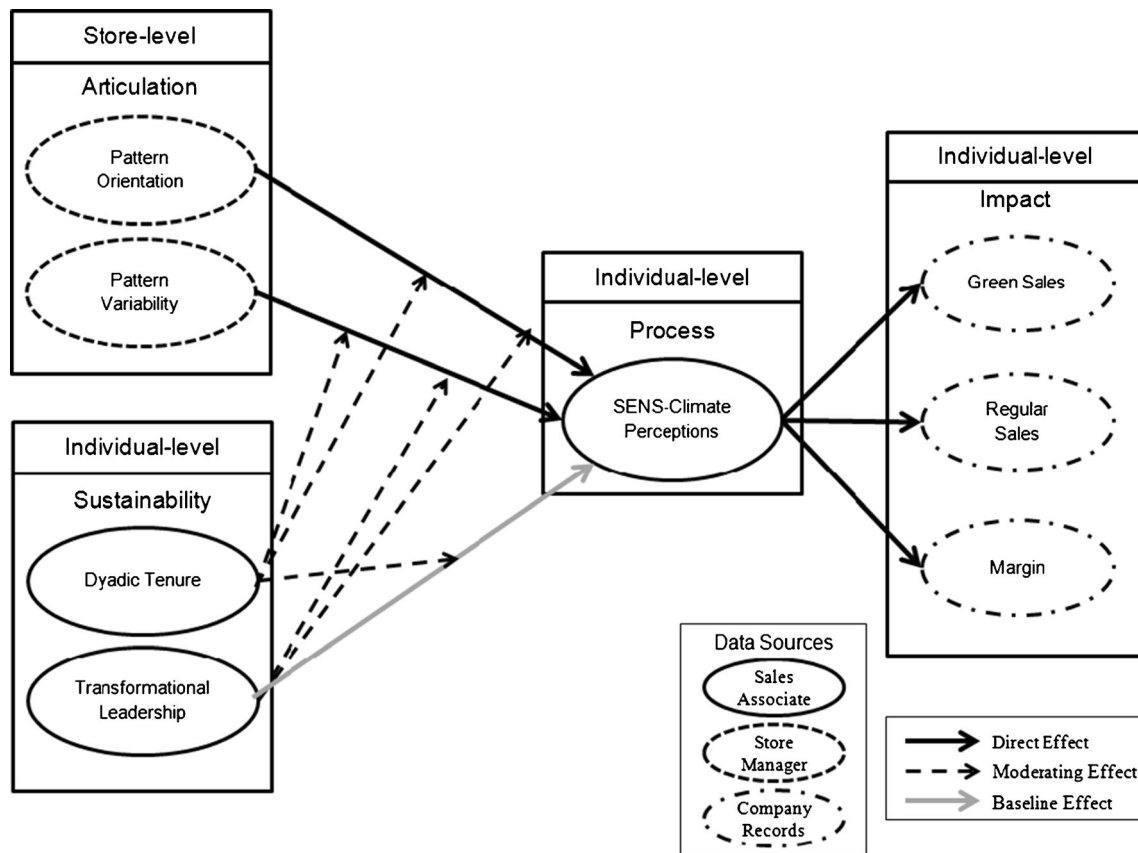 Store-level
Articulation
Pattern
Orientation
Pattern
Variability
Individual-level
Sustainability
Dyadic Tenure
Transformational
Leadership
Individual-level
Process
SENS-Climate
Perceptions
Individual-level
Impact
Green Sales
Regular
Sales
Margin
Data Sources
Sales
Associate
Store
Manager
Company
Records
Direct Effect
Moderating Effect
Baseline Effect